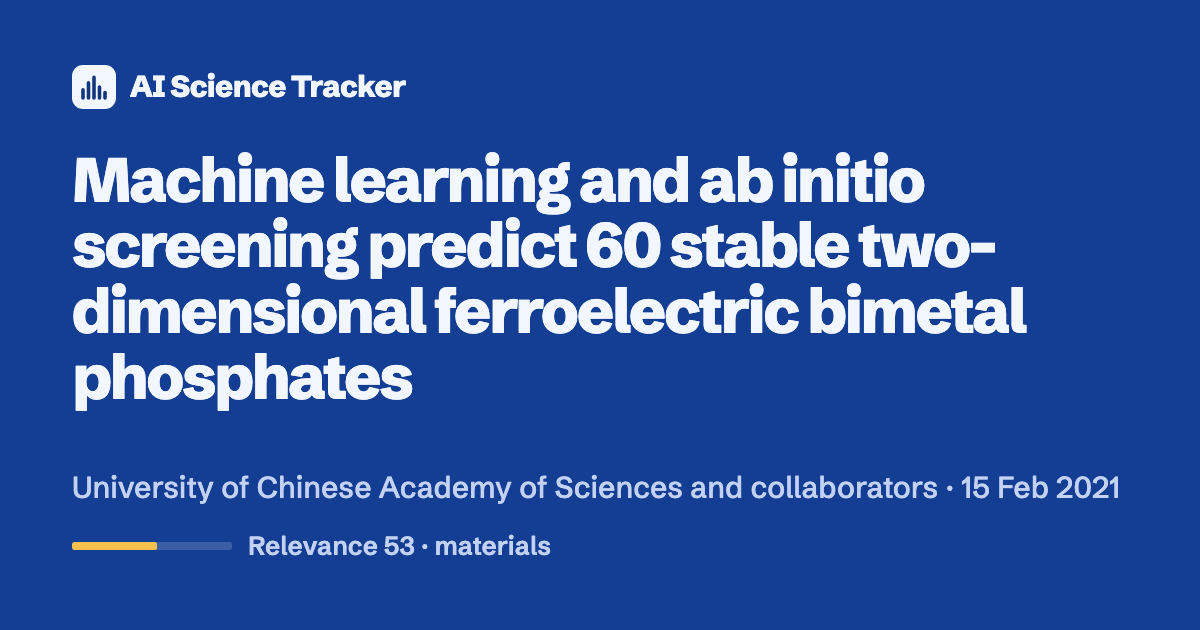 AI Science Tracker
Machine learning and ab initio
screening predict 60 stable two-
dimensional ferroelectric bimetal
phosphates
University of Chinese Academy of Sciences and collaborators · 15 Feb 2021
Relevance 53 · materials